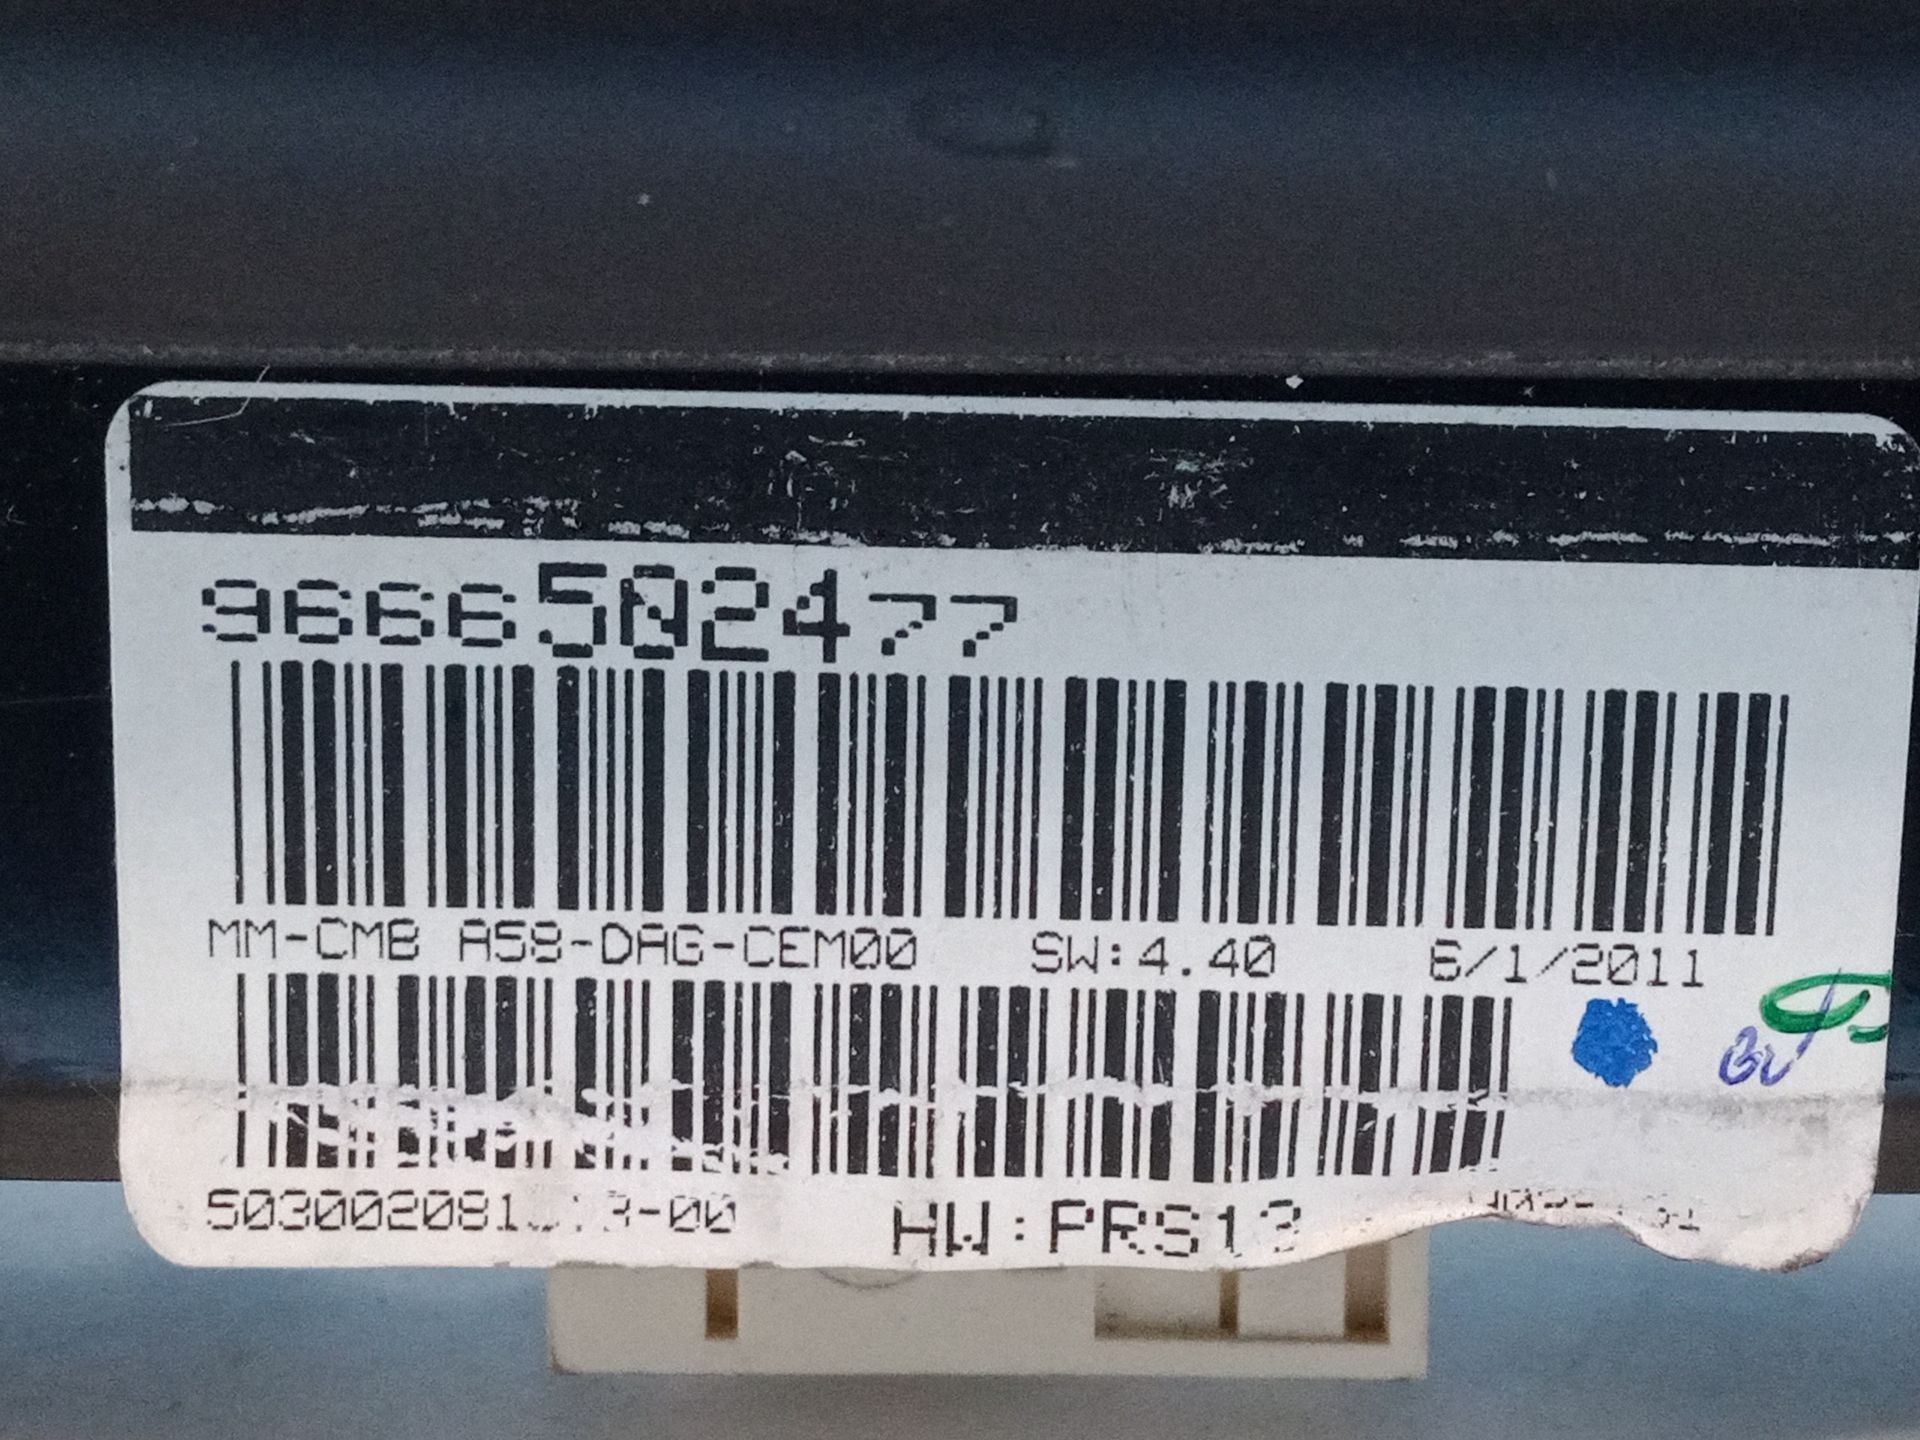 9666502477
MM-CMB A58-DAG-CEM00 SW:4.40 6/1/2011
HW:PRS13